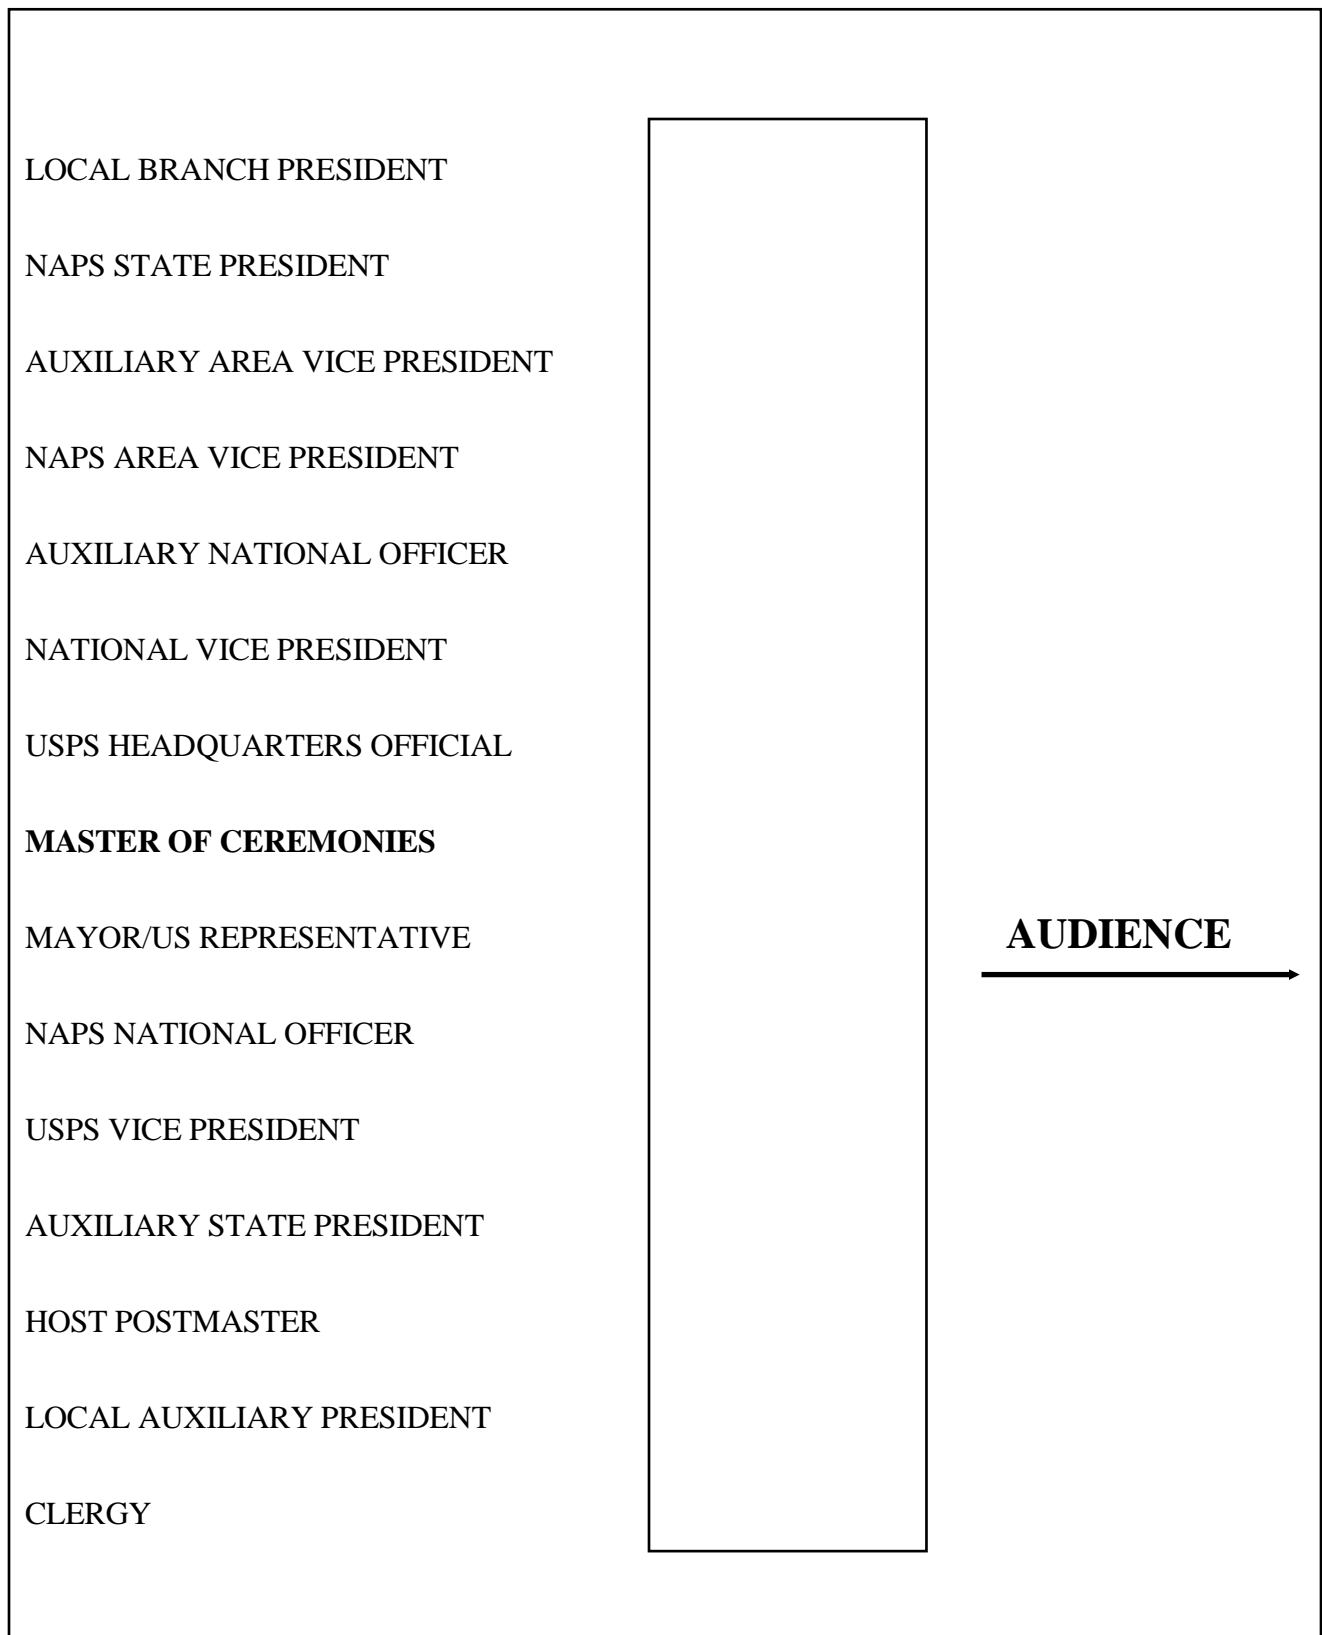 LOCAL BRANCH PRESIDENT
NAPS STATE PRESIDENT
AUXILIARY AREA VICE PRESIDENT
NAPS AREA VICE PRESIDENT
AUXILIARY NATIONAL OFFICER
NATIONAL VICE PRESIDENT
USPS HEADQUARTERS OFFICIAL
MASTER OF CEREMONIES
MAYOR/US REPRESENTATIVE
AUDIENCE
NAPS NATIONAL OFFICER
USPS VICE PRESIDENT
AUXILIARY STATE PRESIDENT
HOST POSTMASTER
LOCAL AUXILIARY PRESIDENT
CLERGY